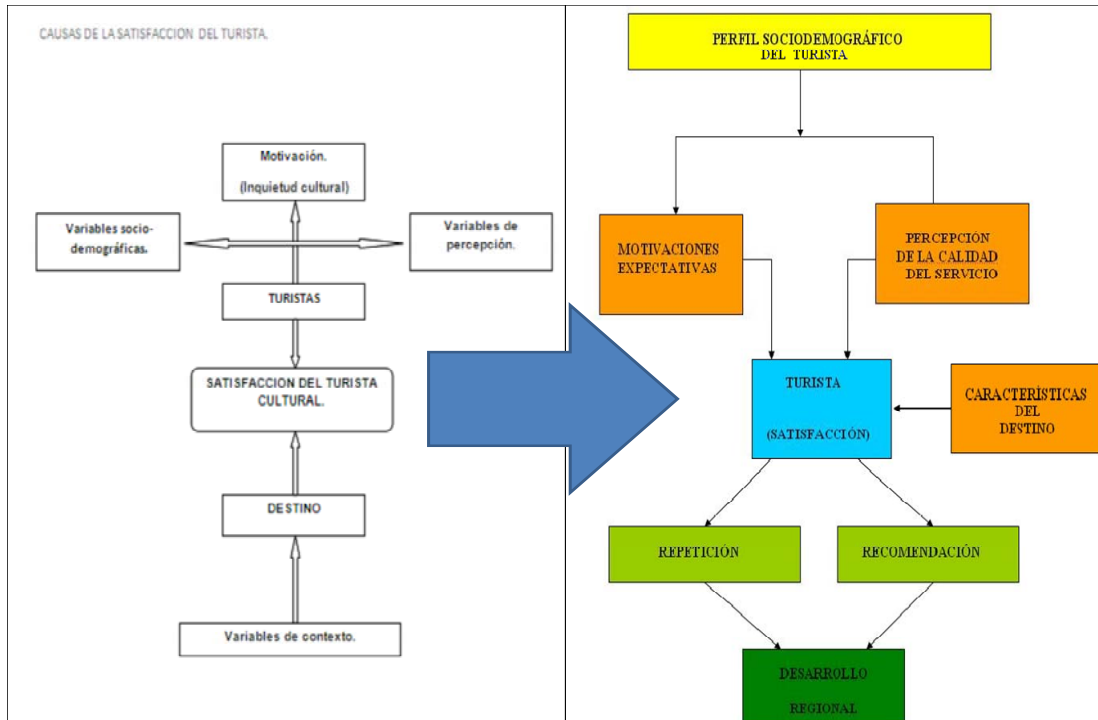 CAUSAS DE LA SATISFACCION DEL TURISTA.
Motivación.
(Inquietud cultural)
Variables socio-
demográficas.
Variables de
percepción.
TURISTAS
SATISFACCION DEL TURISTA
CULTURAL.
DESTINO
Variables de contexto.
PERFIL SOCIODEMOGRÁFICO
DEL TURISTA
MOTIVACIONES
EXPECTATIVAS
PERCEPCIÓN
DE LA CALIDAD
DEL SERVICIO
TURISTA
(SATISFACCIÓN)
CARACTERÍSTICAS
DEL
DESTINO
REPETICIÓN
RECOMENDACIÓN
DESARROLLO
REGIONAL